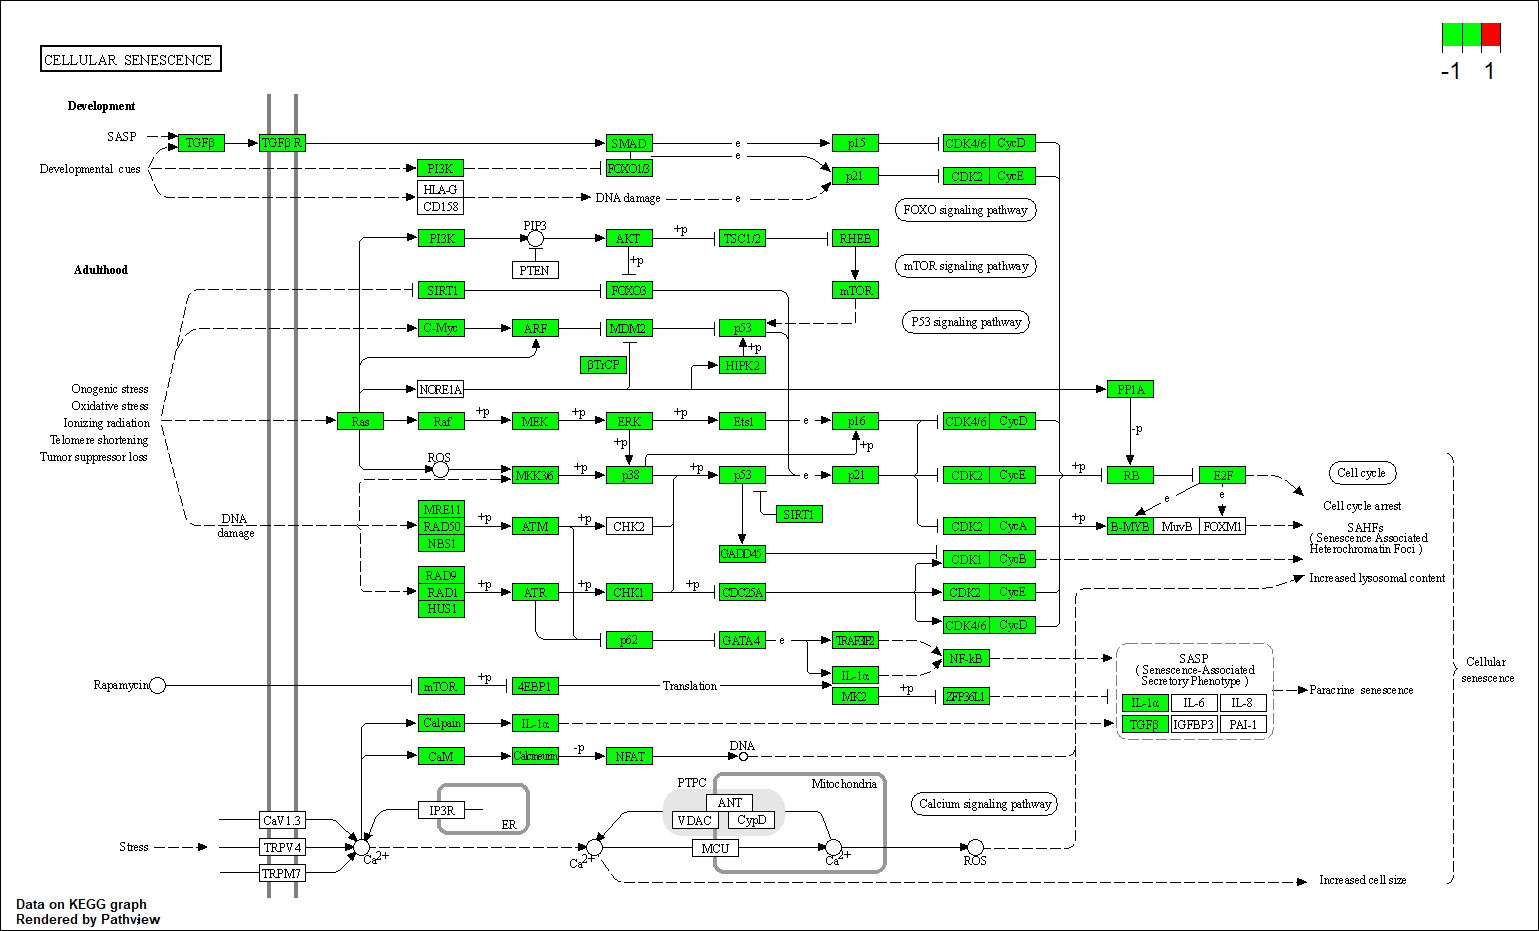 CELLULAR SENESCENCE
-1 1
Development
SASP
TGFβ
TGFβ R
SMAD
e
e
p15
CDK4/6 CycD
Developmental cues
PI3K
FOXO1/3
p21
CDK2 CycE
HLA-G
CD158
DNA damage
e
FOXO signaling pathway
PIP3
PI3K
AKT
+p
TSC1/2
RHEB
Adulthood
PTEN
+p
mTOR signaling pathway
SIRT1
FOXO3
mTOR
C-Myc
ARF
MDM2
p53
P53 signaling pathway
+p
βTrCP
HIPK2
Onogenic stress
NORE1A
PP1A
Oxidative stress
Ionizing radiation
Telomere shortening
Tumor suppressor loss
Ras
Raf
+p
MEK
+p
ERK
+p
Ets1
e
p16
CDK4/6 CycD
-p
+p
+p
ROS
MKK3/6
+p
p38
+p
p53
e
p21
CDK2 CycE
+p
RB
E2F
Cell cycle
e
e
Cell cycle arrest
DNA
damage
MRE11
RAD50
NBS1
+p
ATM
+p
CHK2
SIRT1
CDK2 CycA
+p
B-MYB MuvB FOXM1
SAHFs
( Senescence Associated
Heterochromatin Foci )
GADD45
CDK1 CycB
RAD9
RAD1
HUS1
+p
ATR
+p
CHK1
+p
CDC25A
CDK2 CycE
Increased lysosomal content
CDK4/6 CycD
p62
GATA4
e
TRAF3IP2
NF-kB
IL-1α
SASP
( Senescence-Associated
Secretory Phenotype )
Cellular
senescence
Rapamycin
mTOR
+p
4EBP1
Translation
MK2
+p
ZFP36L1
Paracrine senescence
IL-1α IL-6 IL-8
TGFβ IGFBP3 PAI-1
Calpain
IL-1α
CaM
Calcineurin
-p
NFAT
DNA
PTPC
Mitochondria
ANT
VDAC CypD
Calcium signaling pathway
IP3R
ER
CaV1.3
Stress
TRPV4
TRPM7
Ca2+
Ca2+
MCU
Ca2+
ROS
Increased cell size
Data on KEGG graph
Rendered by Pathview